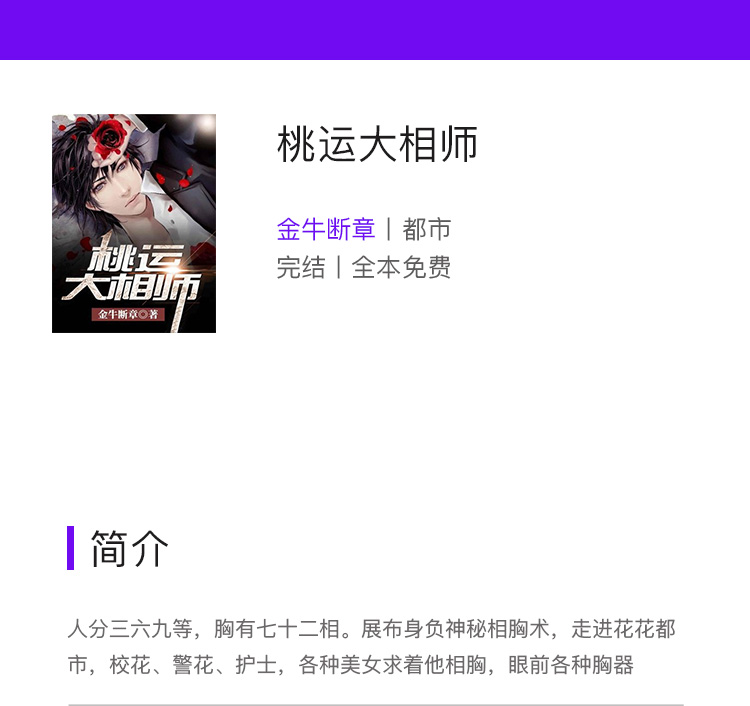 桃运大相师
金牛断章丨都市
完结丨全本免费
桃运
大相师
金牛断章◎著
简介
人分三六九等，胸有七十二相。展布身负神秘相胸术，走进花花都
市，校花、警花、护士，各种美女求着他相胸，眼前各种胸器